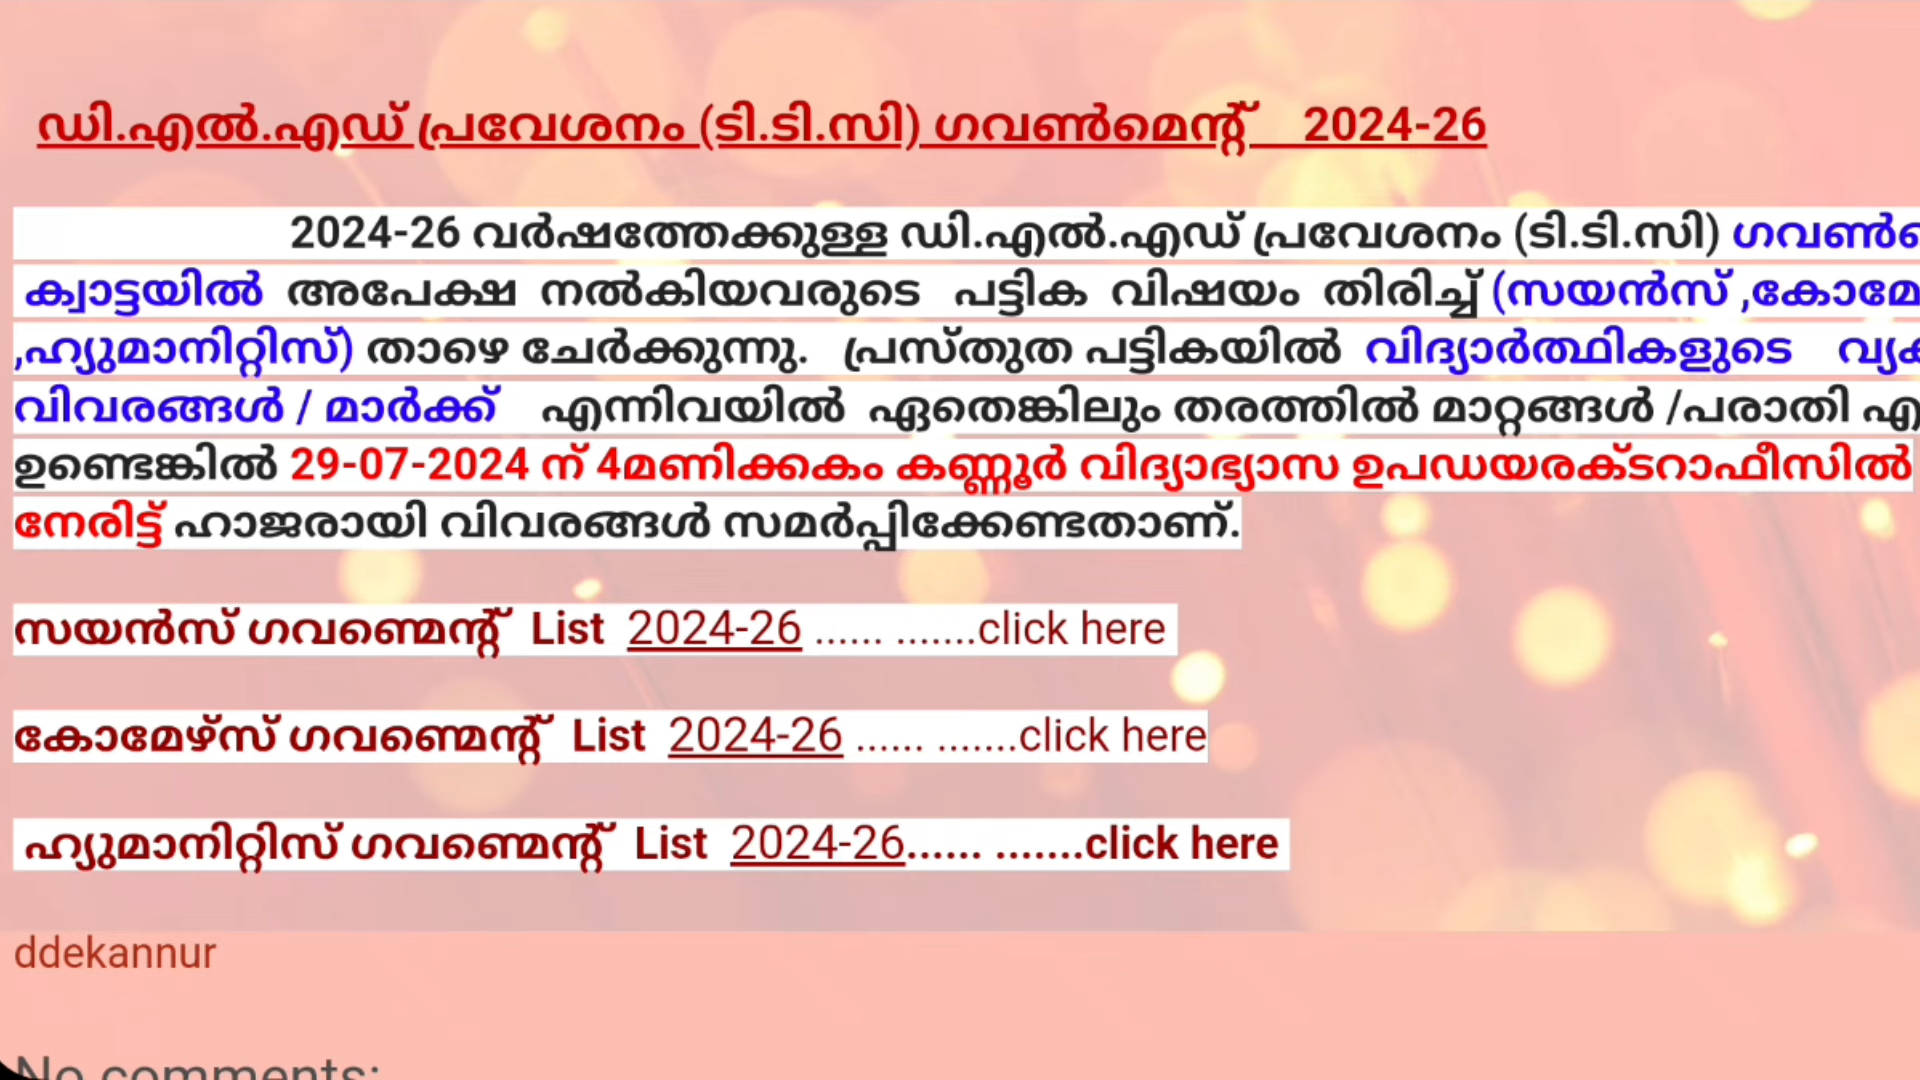 ഡി.എൽ.എഡ് പ്രവേശനം (ടി.ടി.സി) ഗവൺമെന്റ് 2024-26
2024-26 വർഷത്തേക്കുള്ള ഡി.എൽ.എഡ് പ്രവേശനം (ടി.ടി.സി)
ക്വാട്ടയിൽ അപേക്ഷ നൽകിയവരുടെ പട്ടിക വിഷയം തിരിച്ച് (സയൻസ് ,
,ഹ്യുമാനിറ്റിസ്) താഴെ ചേർക്കുന്നു. പ്രസ്തുത പട്ടികയിൽ വിദ്യാർത്ഥികളുടെ
വിവരങ്ങൾ / മാർക്ക് എന്നിവയിൽ ഏതെങ്കിലും തരത്തിൽ മാറ്റങ്ങൾ /പരാതി
ഉണ്ടെങ്കിൽ 29-07-2024 ന് 4മണിക്കകം കണ്ണൂർ വിദ്യാഭ്യാസ ഉപഡയരക്ടറാഫീസിൽ
നേരിട്ട് ഹാജരായി വിവരങ്ങൾ സമർപ്പിക്കേണ്ടതാണ്.
സയൻസ് ഗവണ്മെന്റ് List 2024-26 ...... .......click here
കോമേഴ്സ് ഗവണ്മെന്റ് List 2024-26 ...... .......click here
ഹ്യുമാനിറ്റിസ് ഗവണ്മെന്റ് List 2024-26...... .......click here
ddekannur
No comments: